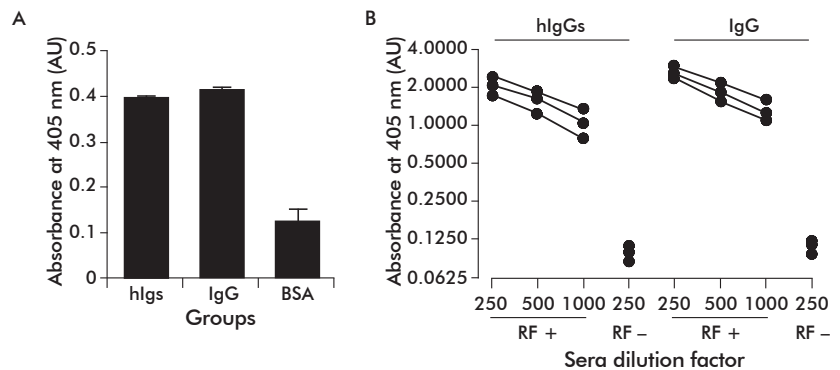 A
Absorbance at 405 nm (AU)
0.5
0.4
0.3
0.2
0.1
0
hIgs IgG BSA
Groups
B
hIgGs IgG
Absorbance at 405 nm (AU)
4.0000
2.0000
1.0000
0.5000
0.2500
0.1250
0.0625
250 500 1000 250 250 500 1000 250
RF + RF – RF + RF –
Sera dilution factor